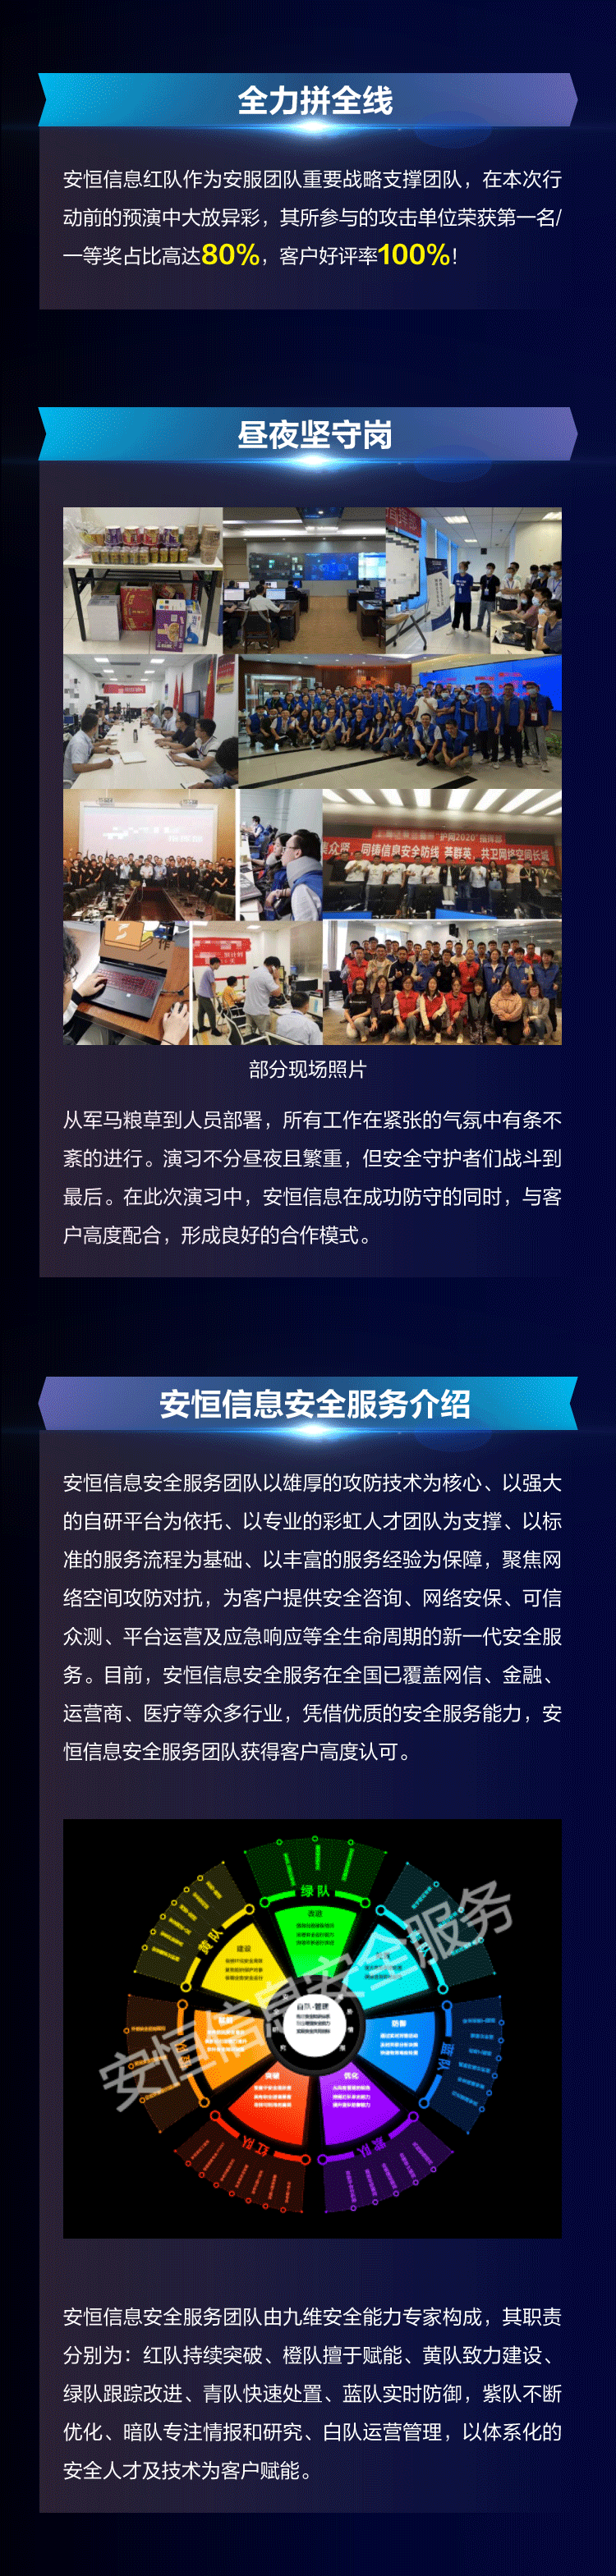 全力拼全线
安恒信息红队作为安服团队重要战略支撑团队，在本次行
动前的预演中大放异彩，其所参与的攻击单位荣获第一名/
一等奖占比高达80%，客户好评率100%！
昼夜坚守岗
"护网2020"指挥部
集众贤，同铸信息安全防线 荟群英，共卫网络空间长城
部分现场照片
从军马粮草到人员部署，所有工作在紧张的气氛中有条不
紊的进行。演习不分昼夜且繁重，但安全守护者们战斗到
最后。在此次演习中，安恒信息在成功防守的同时，与客
户高度配合，形成良好的合作模式。
安恒信息安全服务介绍
安恒信息安全服务团队以雄厚的攻防技术为核心、以强大
的自研平台为依托、以专业的彩虹人才团队为支撑、以标
准的服务流程为基础、以丰富的服务经验为保障，聚焦网
络空间攻防对抗，为客户提供安全咨询、网络安保、可信
众测、平台运营及应急响应等全生命周期的新一代安全服
务。目前，安恒信息安全服务在全国已覆盖网信、金融、
运营商、医疗等众多行业，凭借优质的安全服务能力，安
恒信息安全服务团队获得客户高度认可。
绿队
改进
黄队
建设
白队·管理
防御
蓝队
突破
优化
红队
紫队
安恒信息安全服务
安恒信息安全服务团队由九维安全能力专家构成，其职责
分别为：红队持续突破、橙队擅于赋能、黄队致力建设、
绿队跟踪改进、青队快速处置、蓝队实时防御，紫队不断
优化、暗队专注情报和研究、白队运营管理，以体系化的
安全人才及技术为客户赋能。